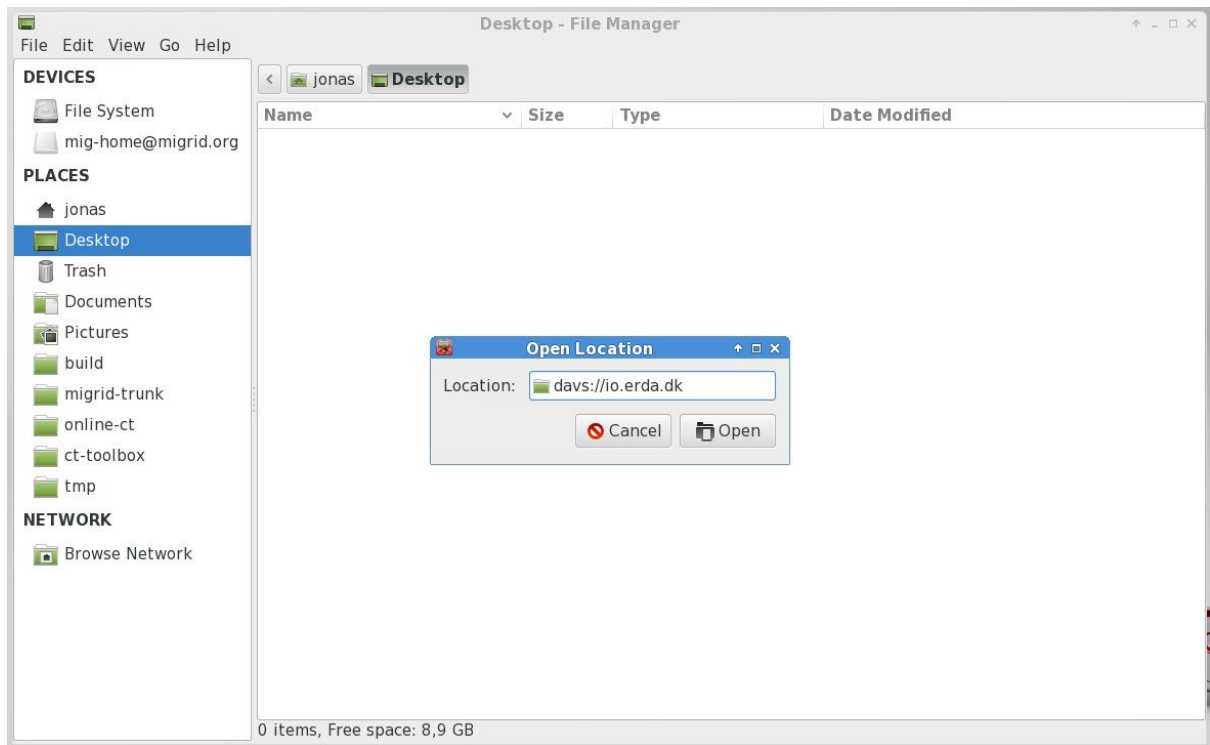 Desktop - File Manager
File Edit View Go Help
DEVICES
File System
mig-home@migrid.org
PLACES
jonas
Desktop
Trash
Documents
Pictures
build
migrid-trunk
online-ct
ct-toolbox
tmp
NETWORK
Browse Network
jonas Desktop
Name Size Type Date Modified
Open Location
Location: davs://io.erda.dk
Cancel Open
0 items, Free space: 8,9 GB